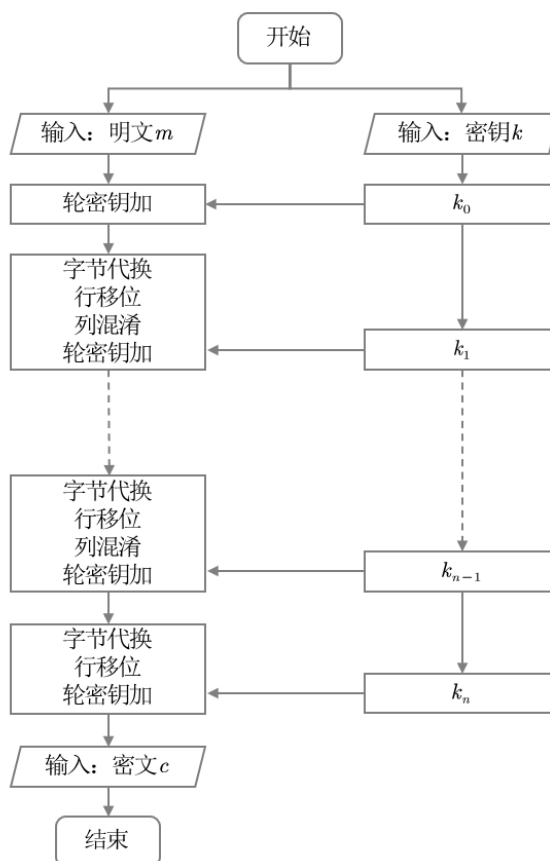 开始
输入：明文m
输入：密钥k
轮密钥加
k₀
字节代换
行移位
列混淆
轮密钥加
k₁
字节代换
行移位
列混淆
轮密钥加
kₙ₋₁
字节代换
行移位
轮密钥加
kₙ
输入：密文c
结束